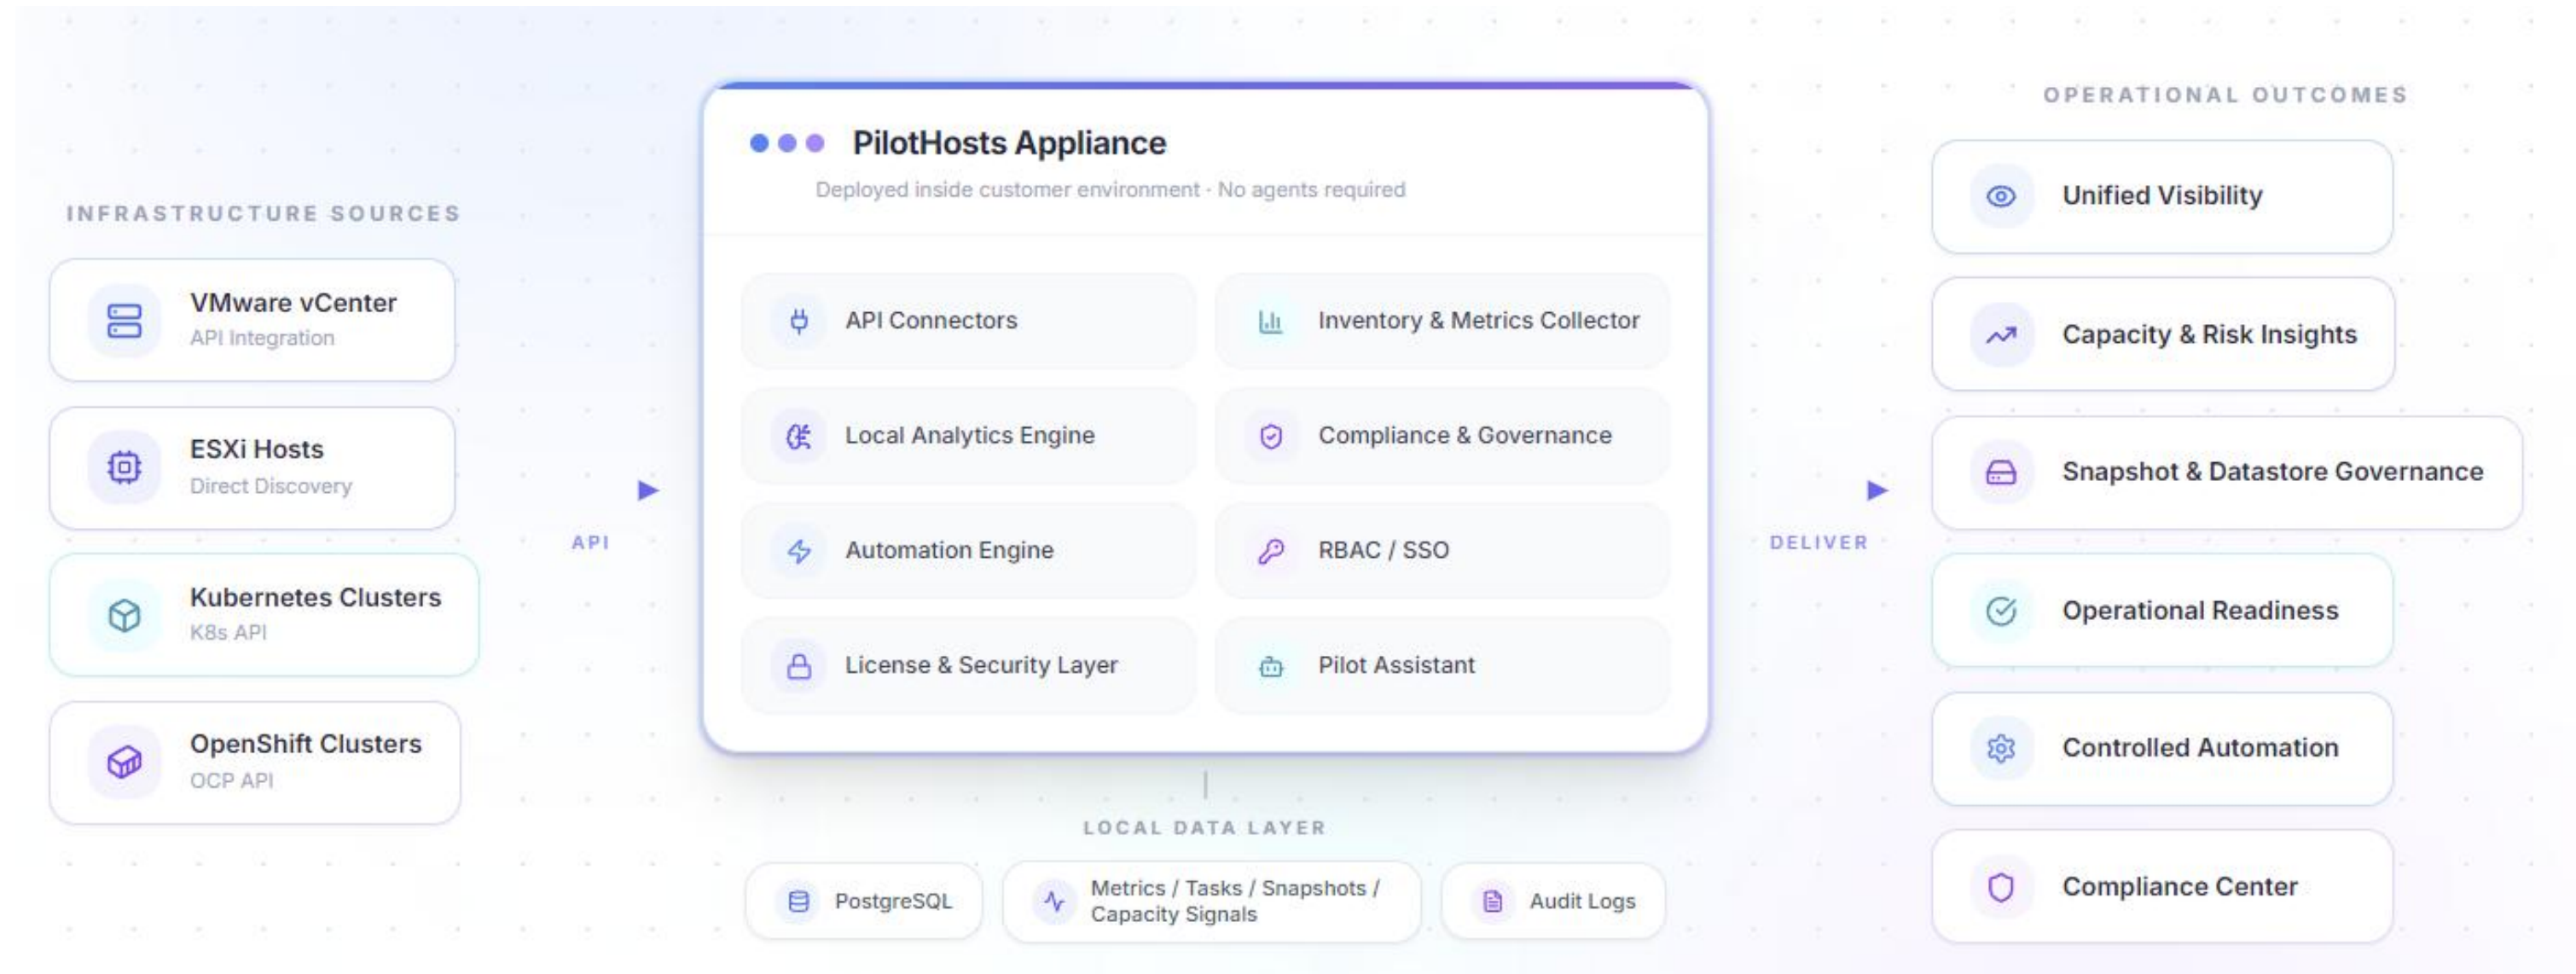 INFRASTRUCTURE SOURCES
VMware vCenter
API Integration
ESXi Hosts
Direct Discovery
Kubernetes Clusters
K8s API
OpenShift Clusters
OCP API
API
PilotHosts Appliance
Deployed inside customer environment · No agents required
API Connectors
Inventory & Metrics Collector
Local Analytics Engine
Compliance & Governance
Automation Engine
RBAC / SSO
License & Security Layer
Pilot Assistant
LOCAL DATA LAYER
PostgreSQL
Metrics / Tasks / Snapshots /
Capacity Signals
Audit Logs
DELIVER
OPERATIONAL OUTCOMES
Unified Visibility
Capacity & Risk Insights
Snapshot & Datastore Governance
Operational Readiness
Controlled Automation
Compliance Center